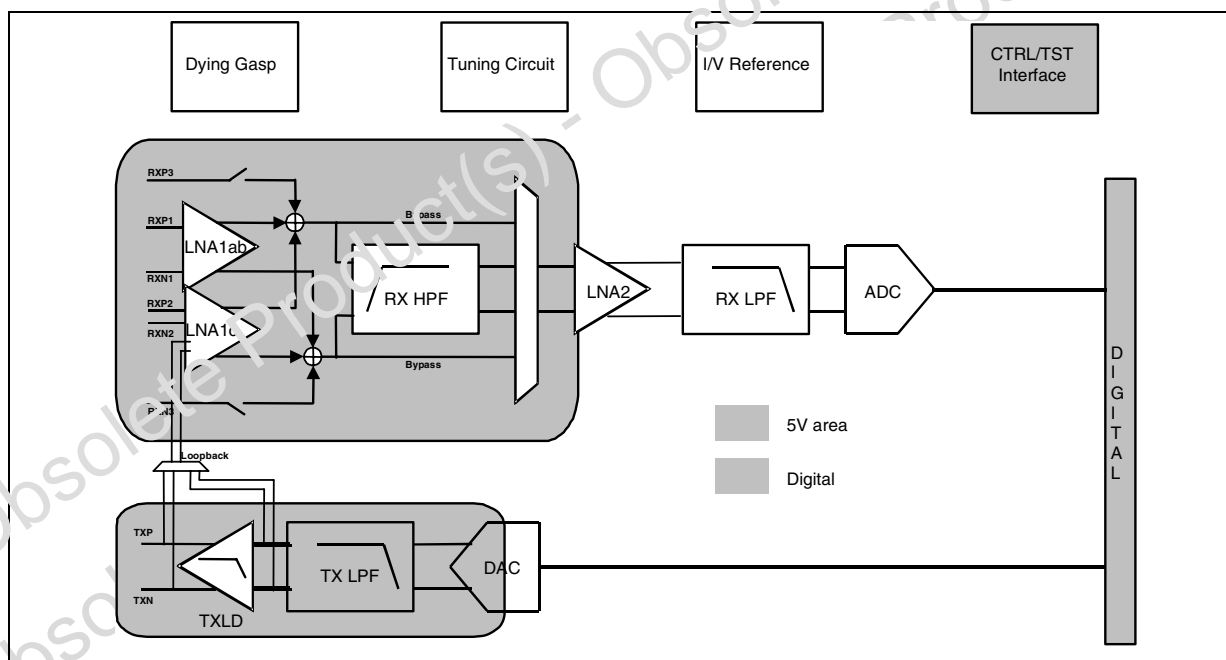 Dying Gasp
Tuning Circuit
I/V Reference
CTRL/TST
Interface
RXP3
RXP1
LNA1ab
RXN1
RXP2
RXN2
Bypass
RX HPF
LNA2
RX LPF
ADC
Bypass
Loopback
5V area
Digital
DIGITAL
TXP
TXN
TXLD
TX LPF
DAC
Obsolete Product(s) - Obsolete Product(s)